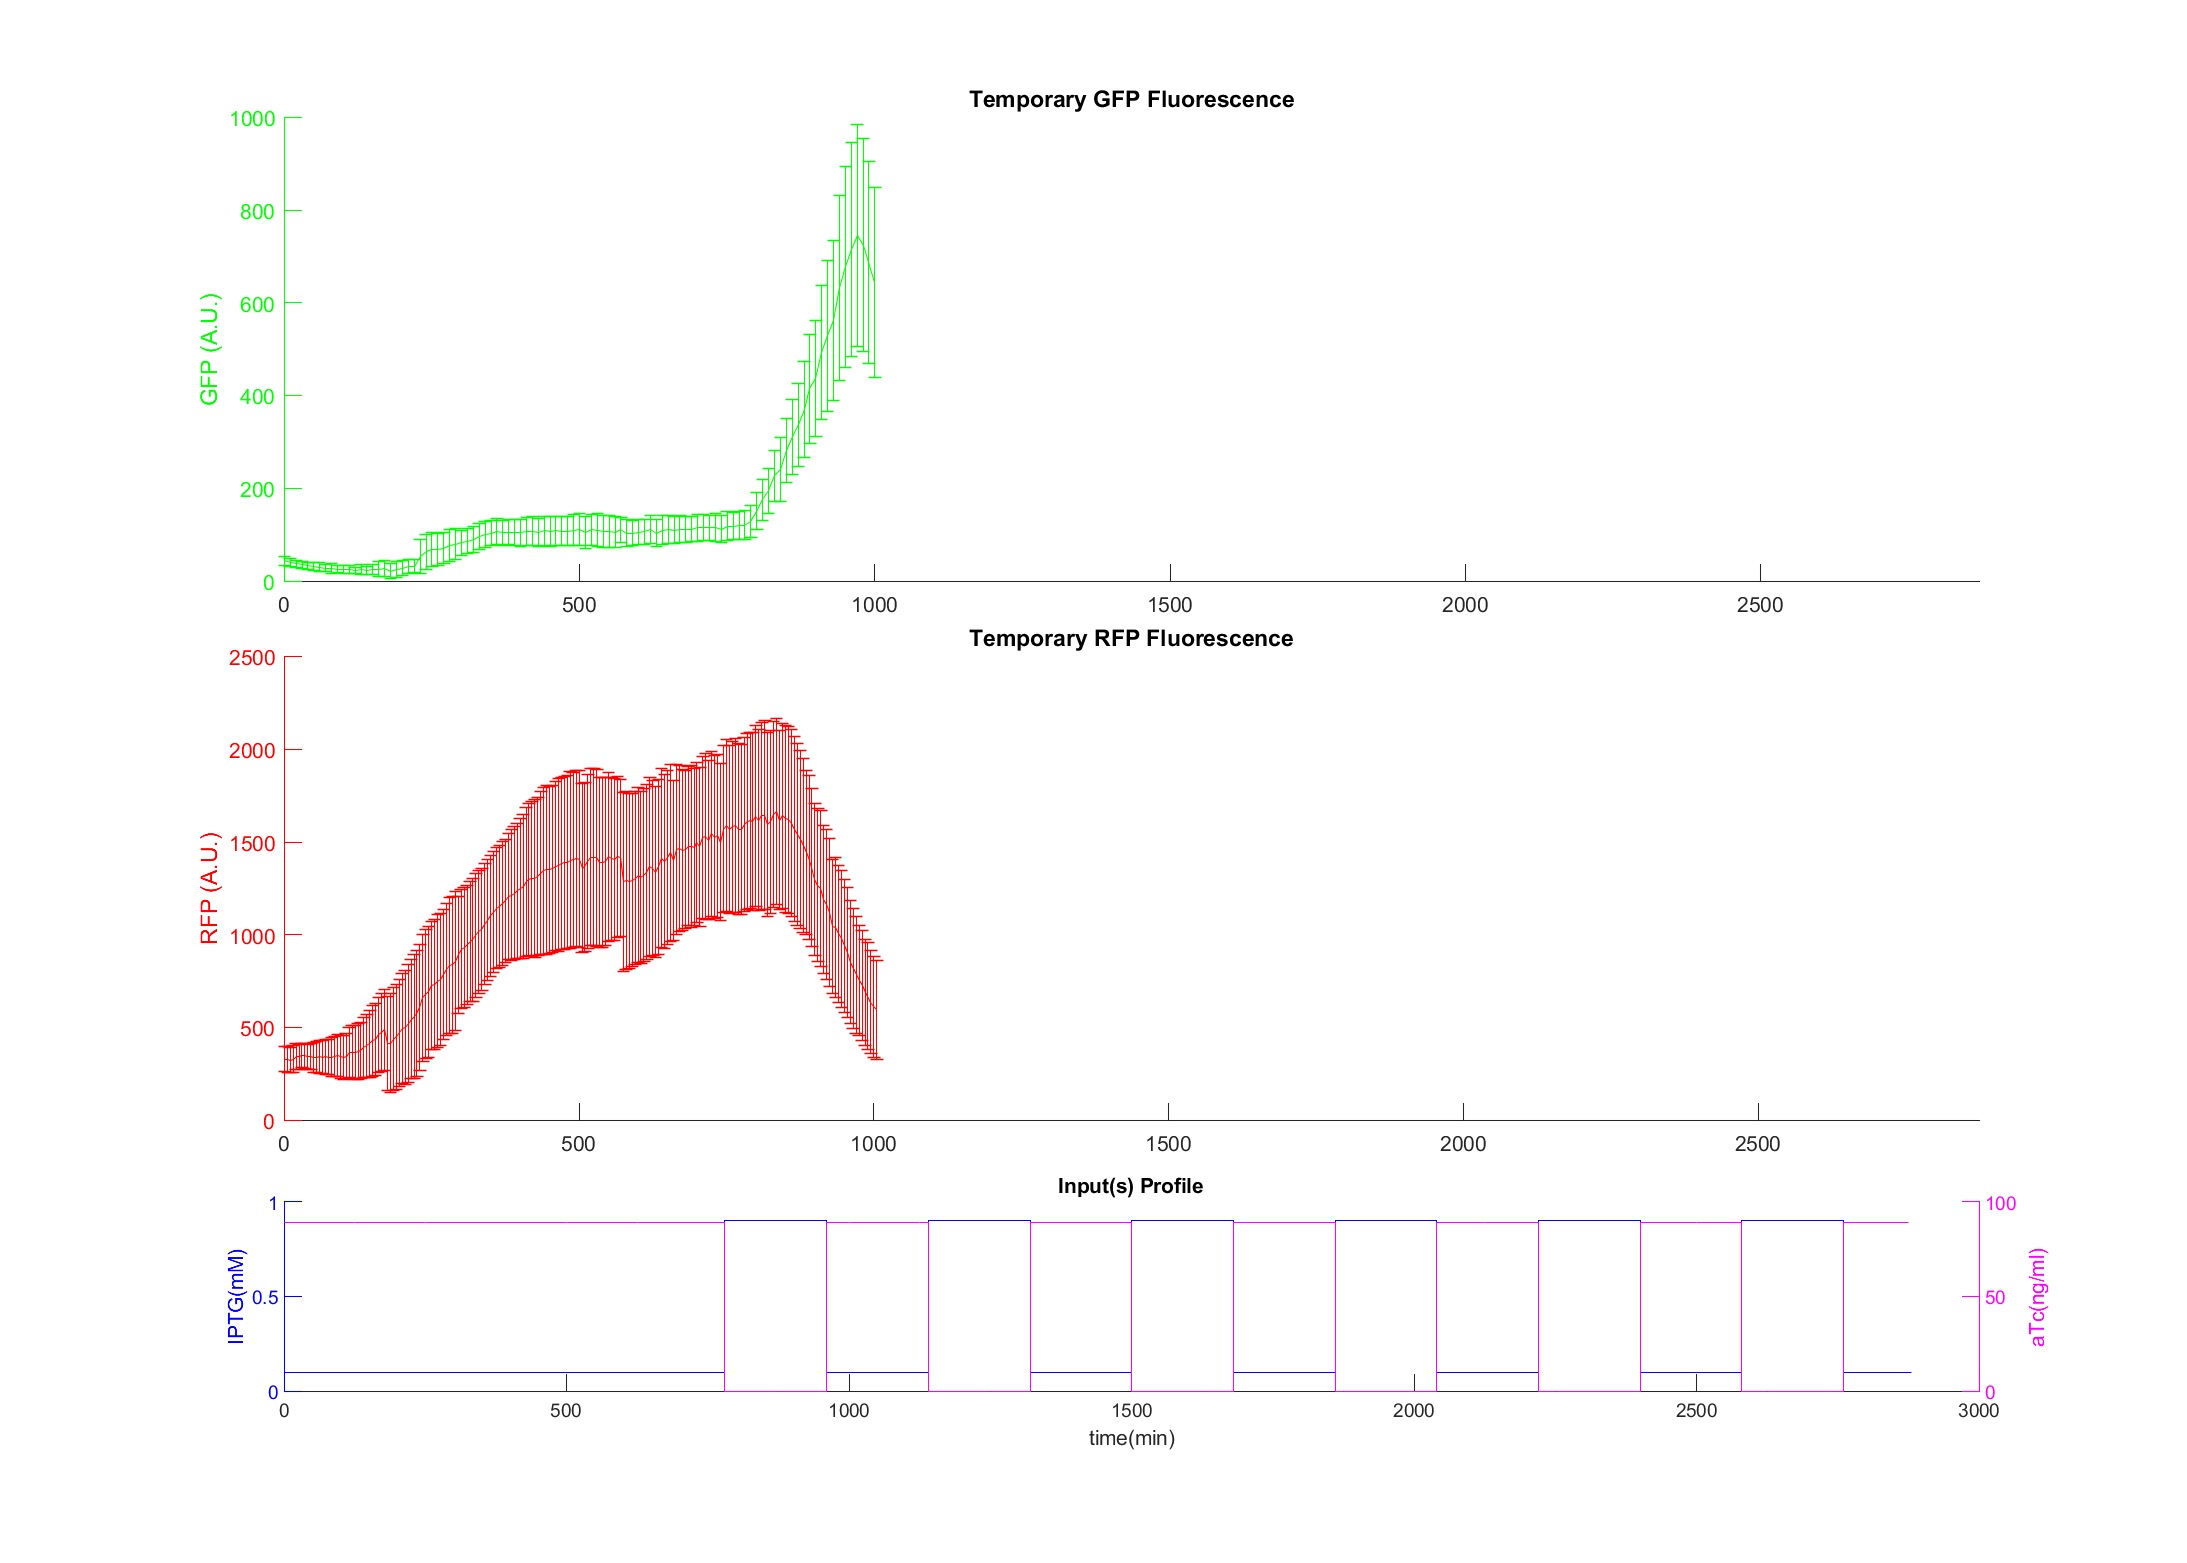 Temporary GFP Fluorescence
1000
800
600
400
200
0
GFP (A.U.)
0 500 1000 1500 2000 2500
Temporary RFP Fluorescence
2500
2000
1500
1000
500
0
RFP (A.U.)
0 500 1000 1500 2000 2500
Input(s) Profile
1
0.5
0
IPTG(mM)
100
50
0
aTc(ng/ml)
0 500 1000 1500 2000 2500 3000
time(min)